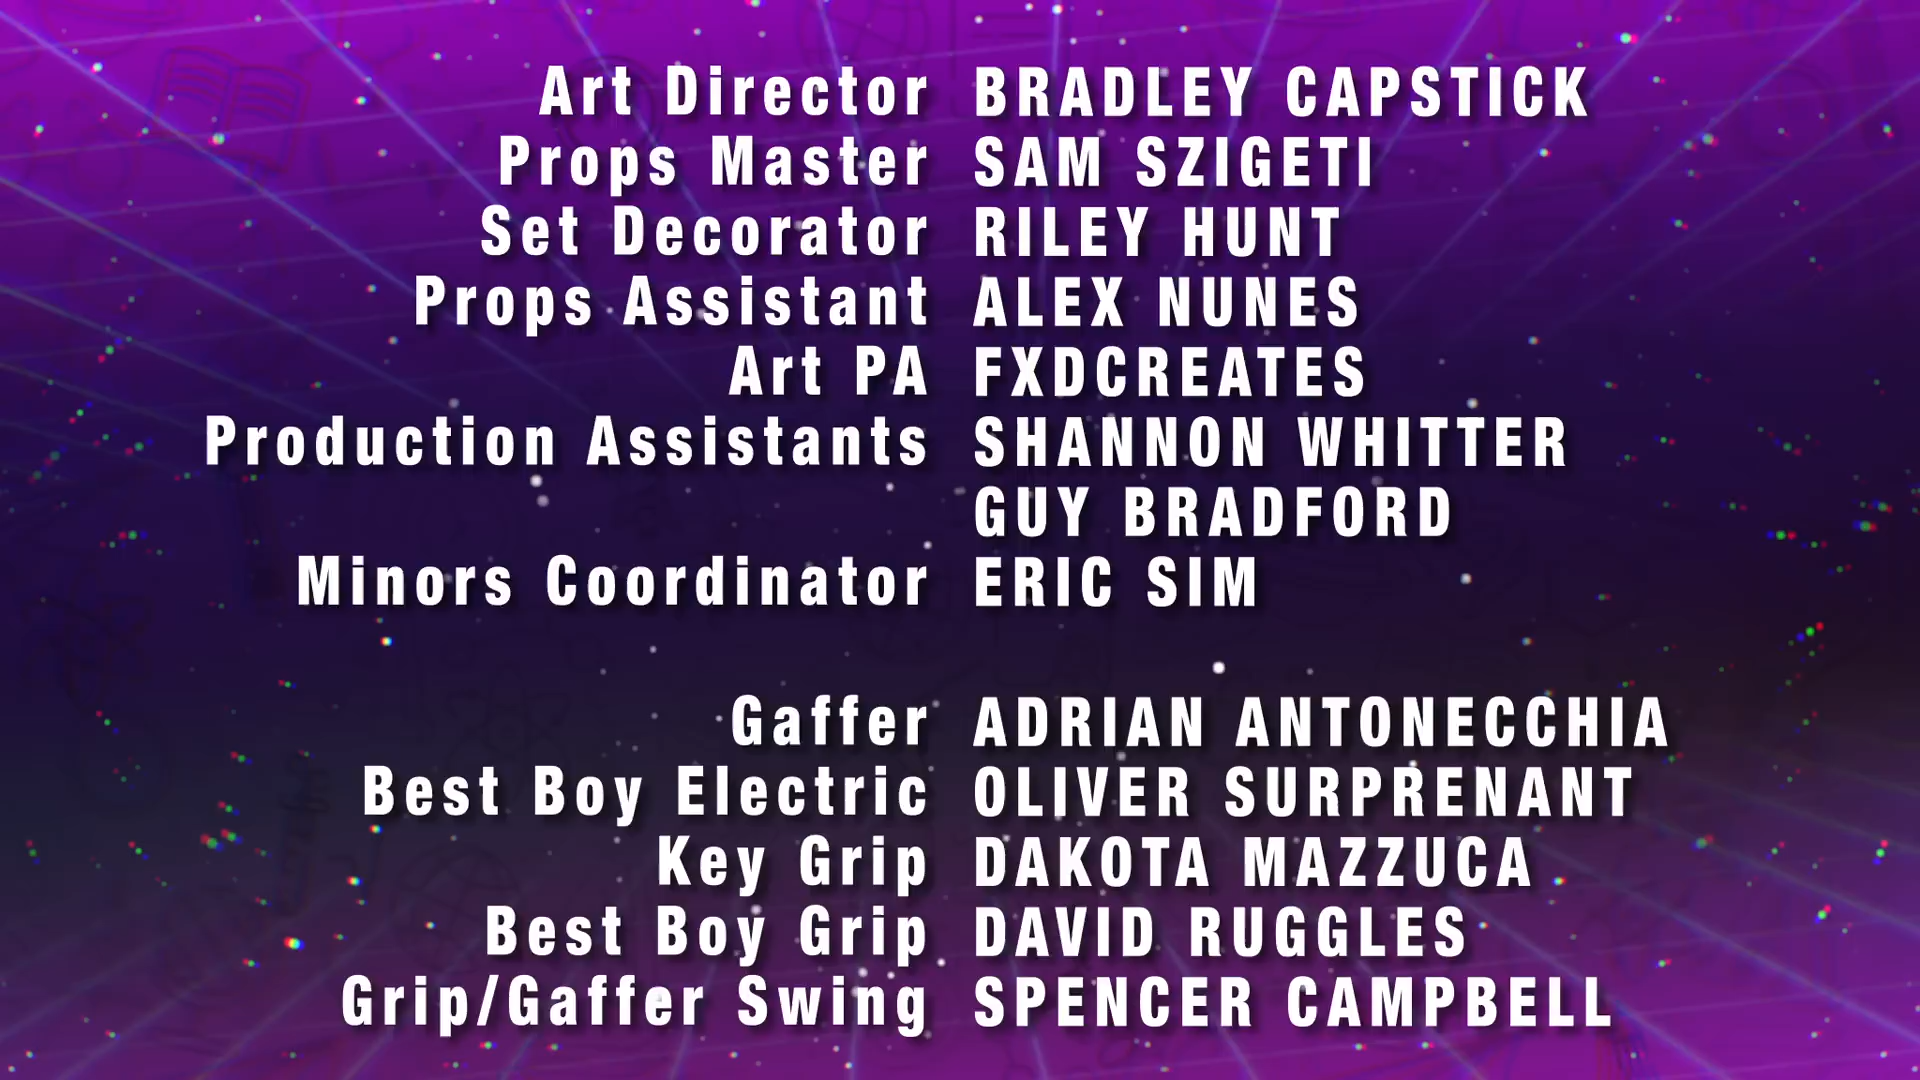 Art Director BRADLEY CAPSTICK
Props Master SAM SZIGETI
Set Decorator RILEY HUNT
Props Assistant ALEX NUNES
Art PA FXDCREATES
Production Assistants SHANNON WHITTER
GUY BRADFORD
Minors Coordinator ERIC SIM
Gaffer ADRIAN ANTONECCHIA
Best Boy Electric OLIVER SURPRENANT
Key Grip DAKOTA MAZZUCA
Best Boy Grip DAVID RUGGLES
Grip/Gaffer Swing SPENCER CAMPBELL